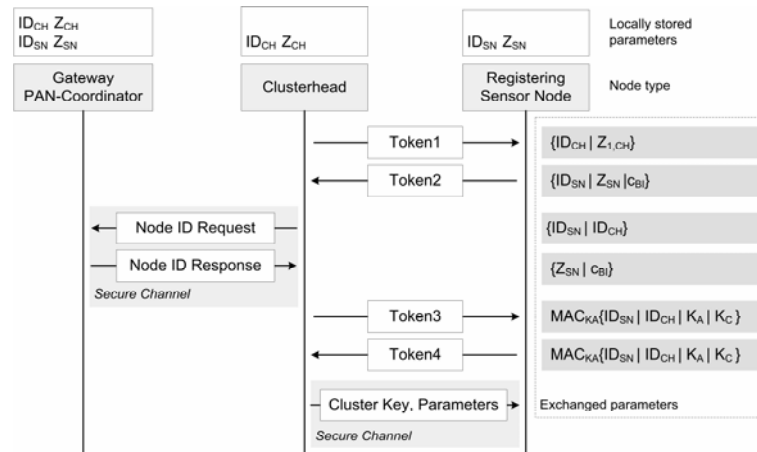 ID_CH Z_CH
ID_SN Z_SN
ID_CH Z_CH
ID_SN Z_SN
Locally stored
parameters
Gateway
PAN-Coordinator
Clusterhead
Registering
Sensor Node
Node type
Token1
{ID_CH | Z_1,CH}
Token2
{ID_SN | Z_SN |c_BI}
Node ID Request
{ID_SN | ID_CH}
Node ID Response
{Z_SN | c_BI}
Secure Channel
Token3
MAC_KA{ID_SN | ID_CH | K_A | K_C }
Token4
MAC_KA{ID_SN | ID_CH | K_A | K_C }
Cluster Key, Parameters
Exchanged parameters
Secure Channel